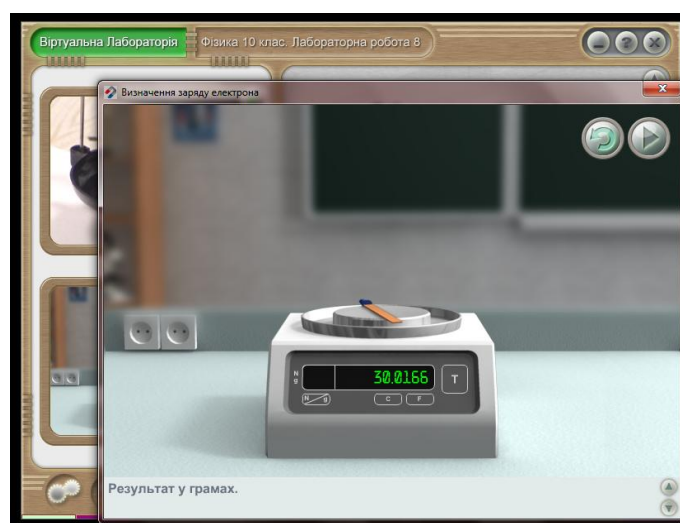 Віртуальна Лабораторія
Фізика 10 клас. Лабораторна робота 8
Визначення заряду електрона
N
g
30.0166
T
N/g
C
F
Результат у грамах.